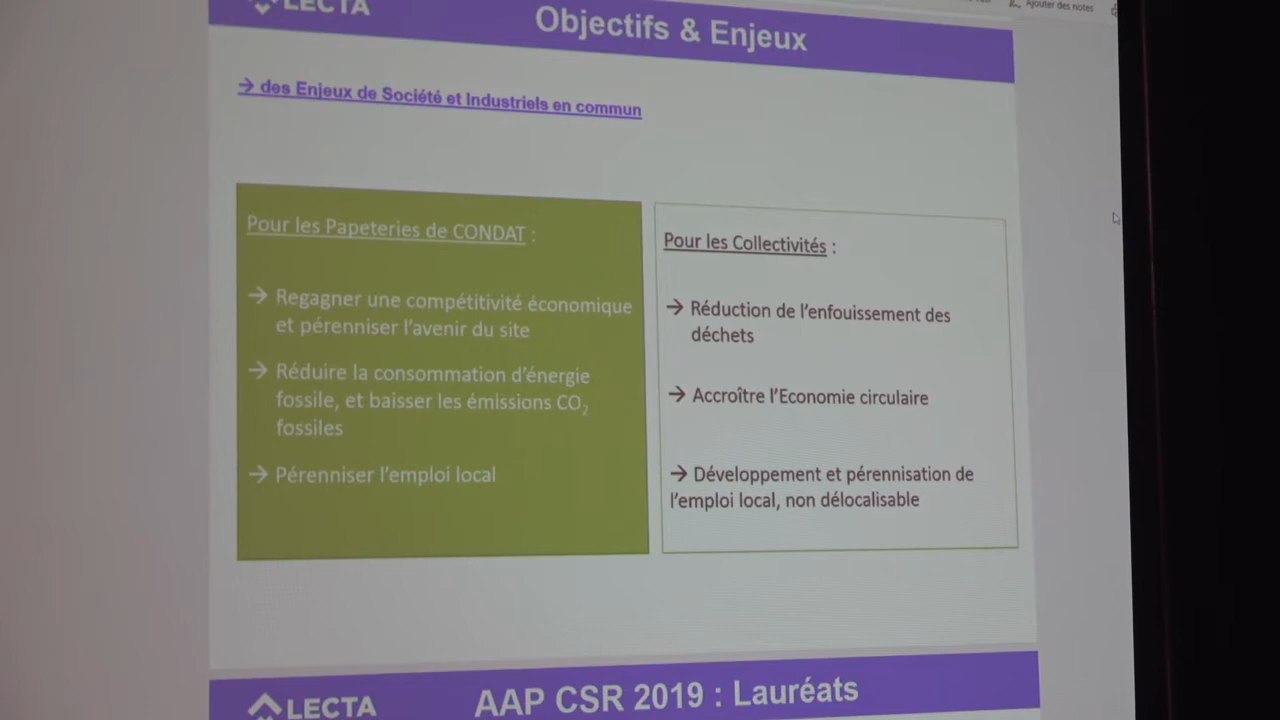 Ajouter des notes
LECTA
Objectifs & Enjeux
→ des Enjeux de Société et Industriels en commun
Pour les Papeteries de CONDAT :
→ Regagner une compétitivité économique
et pérenniser l'avenir du site
→ Réduire la consommation d'énergie
fossile, et baisser les émissions CO₂
fossiles
→ Pérenniser l'emploi local
Pour les Collectivités :
→ Réduction de l'enfouissement des
déchets
→ Accroître l'Economie circulaire
→ Développement et pérennisation de
l'emploi local, non délocalisable
LECTA
AAP CSR 2019 : Lauréats